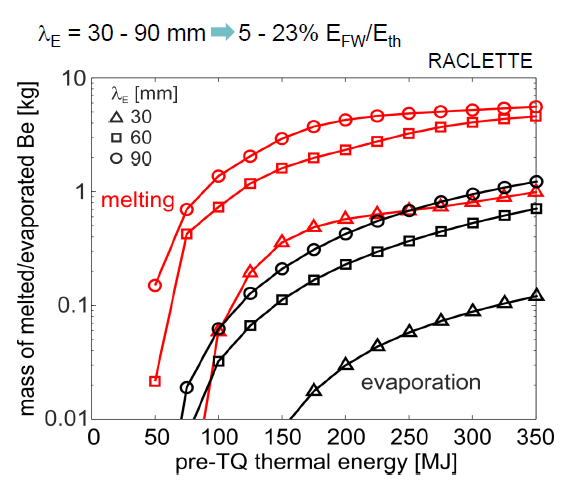 λE = 30 - 90 mm ➡ 5 - 23% EFW/Eth
RACLETTE
mass of melted/evaporated Be [kg]
10
1
0.1
0.01
λE [mm]
30
60
90
melting
evaporation
0 50 100 150 200 250 300 350
pre-TQ thermal energy [MJ]